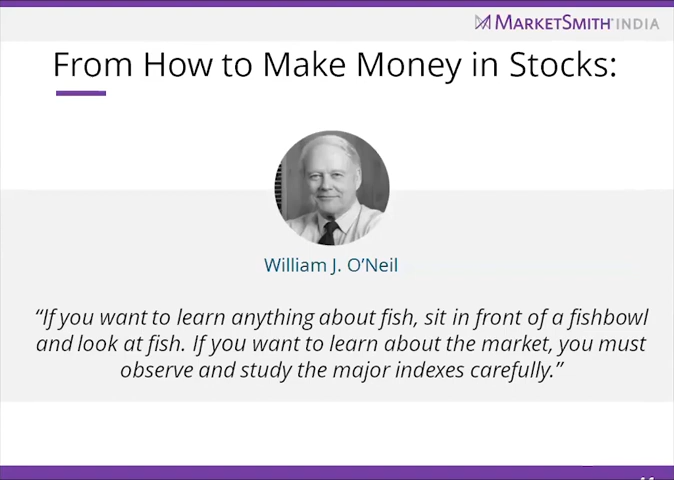 MARKETSMITH INDIA
From How to Make Money in Stocks:
William J. O’Neil
“If you want to learn anything about fish, sit in front of a fishbowl
and look at fish. If you want to learn about the market, you must
observe and study the major indexes carefully.”